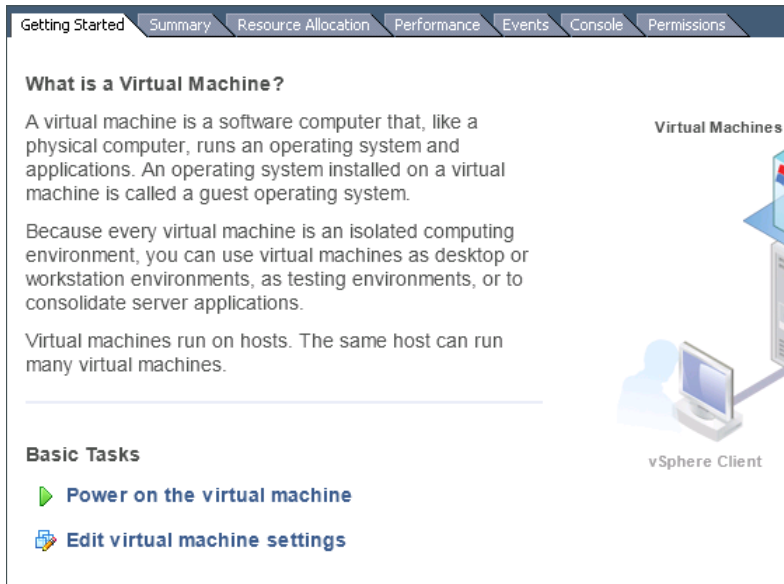 Getting Started Summary Resource Allocation Performance Events Console Permissions
What is a Virtual Machine?
A virtual machine is a software computer that, like a
physical computer, runs an operating system and
applications. An operating system installed on a virtual
machine is called a guest operating system.
Because every virtual machine is an isolated computing
environment, you can use virtual machines as desktop or
workstation environments, as testing environments, or to
consolidate server applications.
Virtual machines run on hosts. The same host can run
many virtual machines.
Basic Tasks
Power on the virtual machine
Edit virtual machine settings
Virtual Machines
vSphere Client